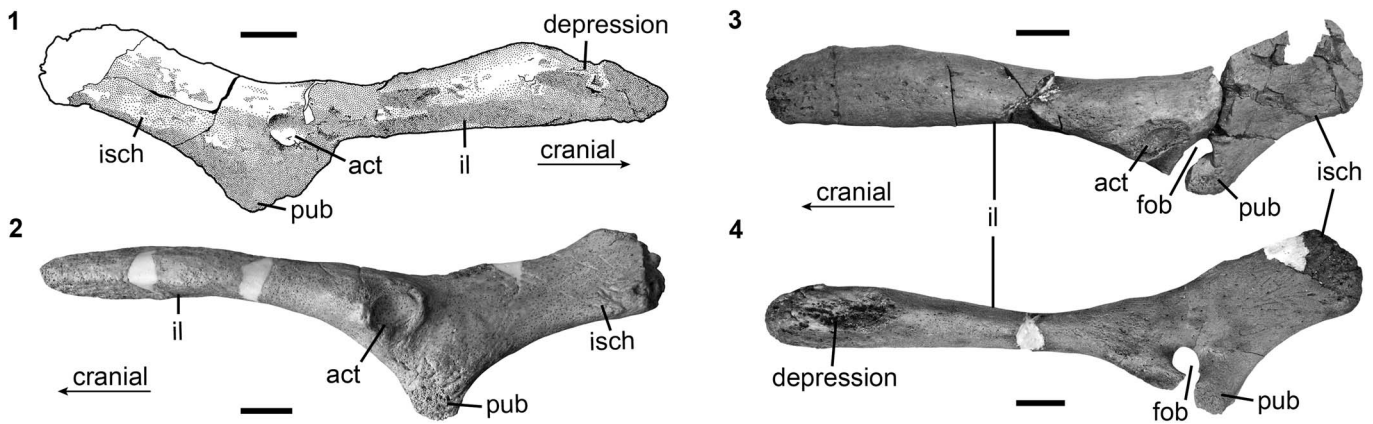 1
depression
isch
act
il
cranial
pub
2
il
act
isch
cranial
pub
3
cranial
act
fob
pub
isch
il
4
depression
fob
pub